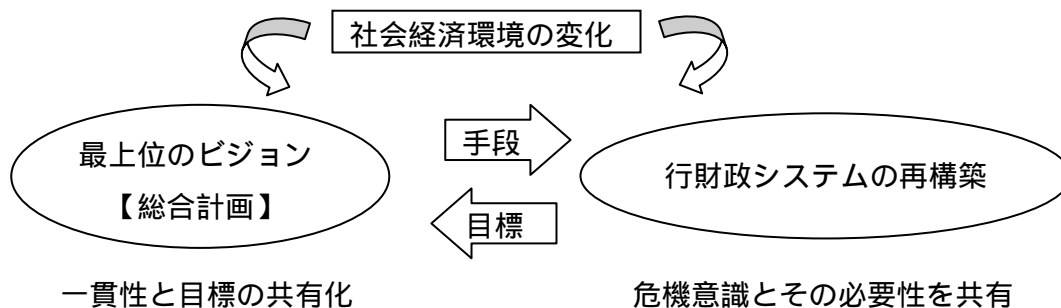 社会経済環境の変化
最上位のビジョン
【総合計画】
手段
目標
行財政システムの再構築
一貫性と目標の共有化
危機意識とその必要性を共有